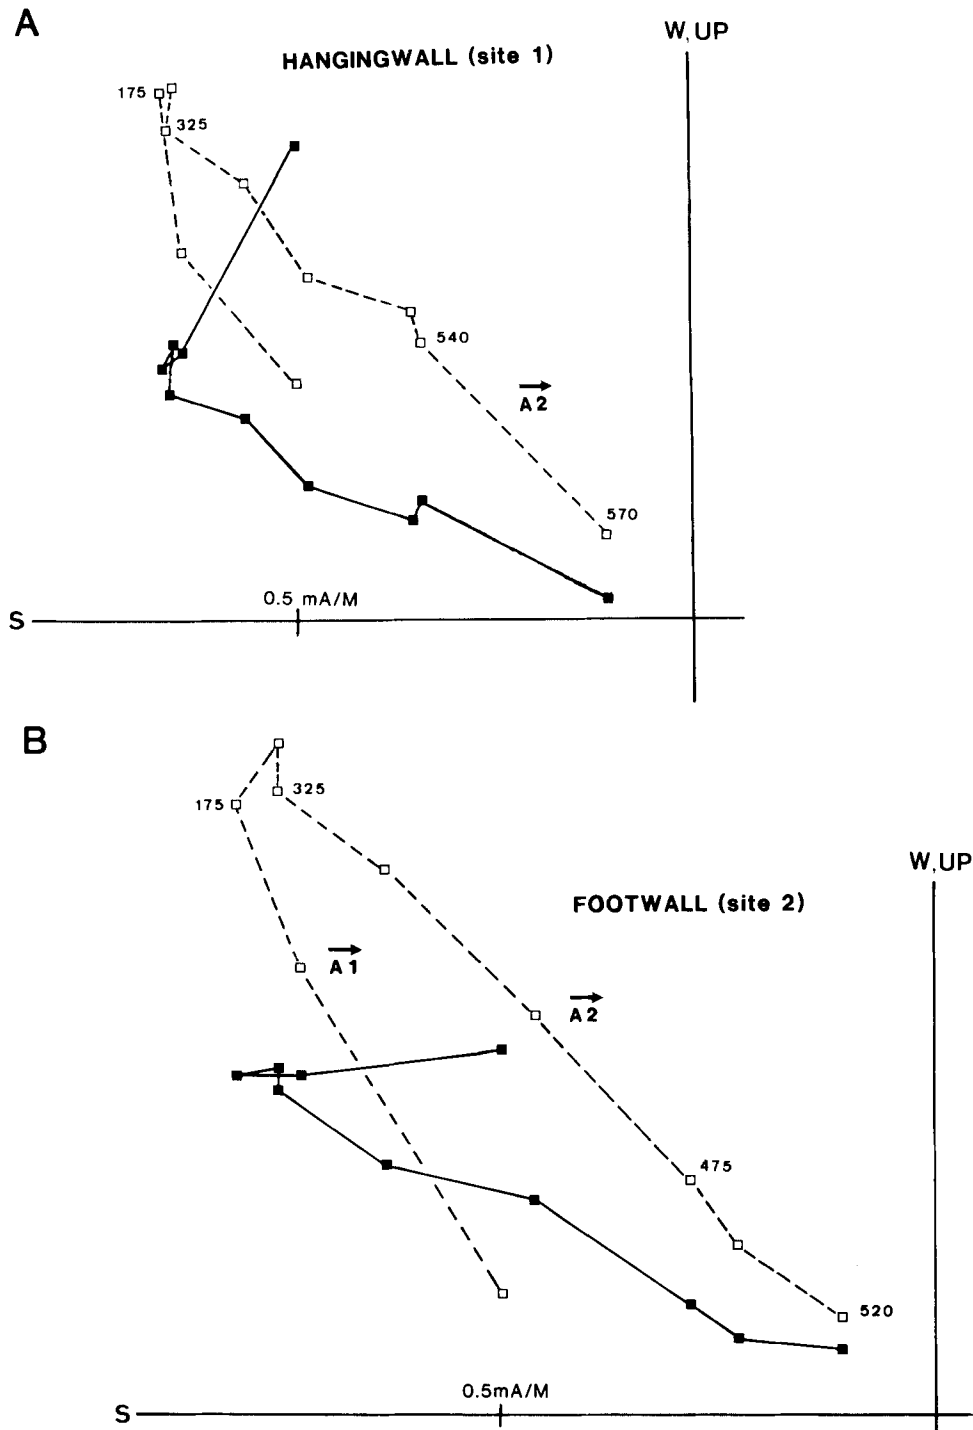 A
W, UP
HANGINGWALL (site 1)
175
325
540
A2
570
0.5 mA/M
S
B
325
175
W, UP
FOOTWALL (site 2)
A1
A2
475
520
0.5mA/M
S